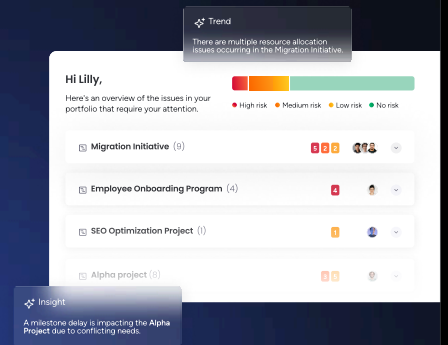 Trend
There are multiple resource allocation
issues occurring in the Migration Initiative.
Hi Lilly,
Here's an overview of the issues in your
portfolio that require your attention.
High risk Medium risk Low risk No risk
Migration Initiative (9) 5 2 2
Employee Onboarding Program (4) 4
SEO Optimization Project (1) 1
Alpha project (8)
Insight
A milestone delay is impacting the Alpha
Project due to conflicting needs.